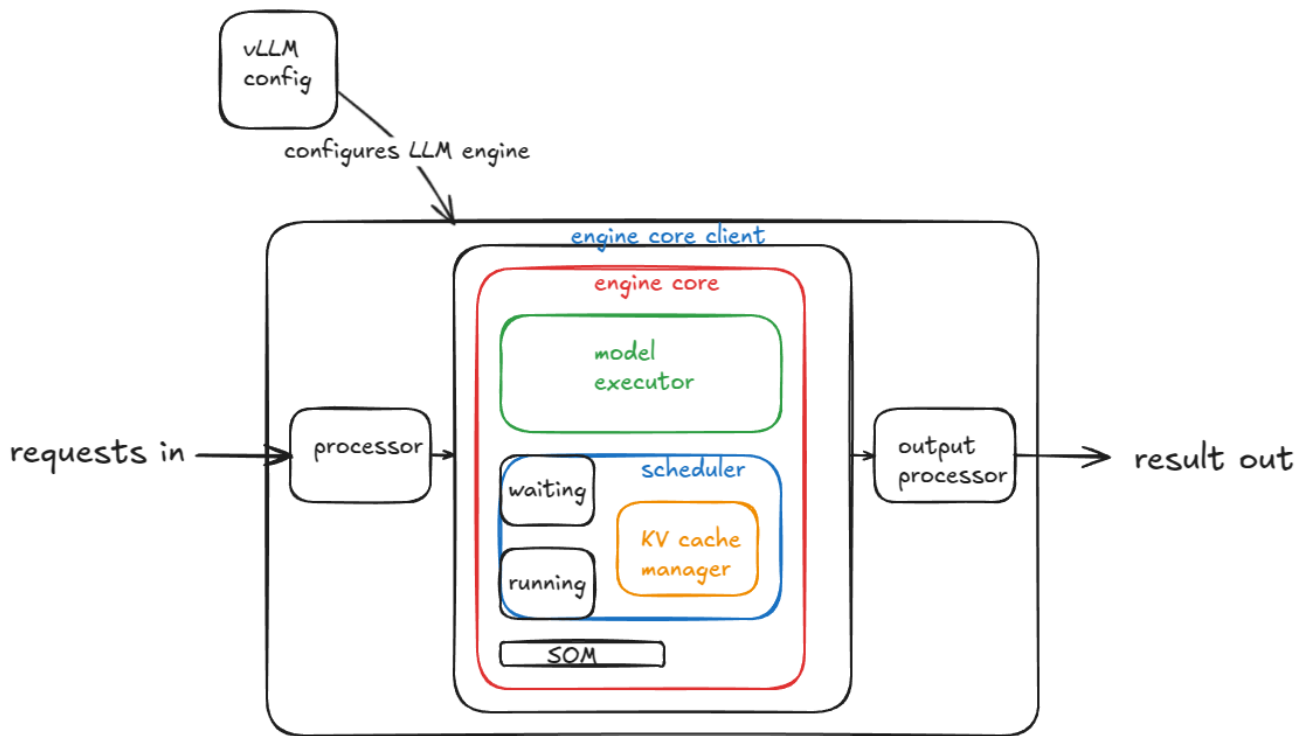 vLLM
config
configures LLM engine
engine core client
engine core
model
executor
requests in
processor
scheduler
waiting
KV cache
manager
running
SOM
output
processor
result out